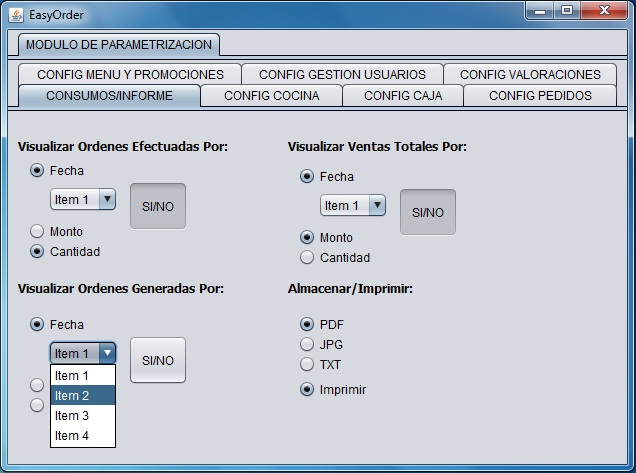 EasyOrder
MODULO DE PARAMETRIZACION
CONFIG MENU Y PROMOCIONES
CONFIG GESTION USUARIOS
CONFIG VALORACIONES
CONSUMOS/INFORME
CONFIG COCINA
CONFIG CAJA
CONFIG PEDIDOS
Visualizar Ordenes Efectuadas Por:
Fecha
Item 1
SI/NO
Monto
Cantidad
Visualizar Ventas Totales Por:
Fecha
Item 1
SI/NO
Monto
Cantidad
Visualizar Ordenes Generadas Por:
Fecha
Item 1
SI/NO
Item 1
Item 2
Item 3
Item 4
Almacenar/Imprimir:
PDF
JPG
TXT
Imprimir